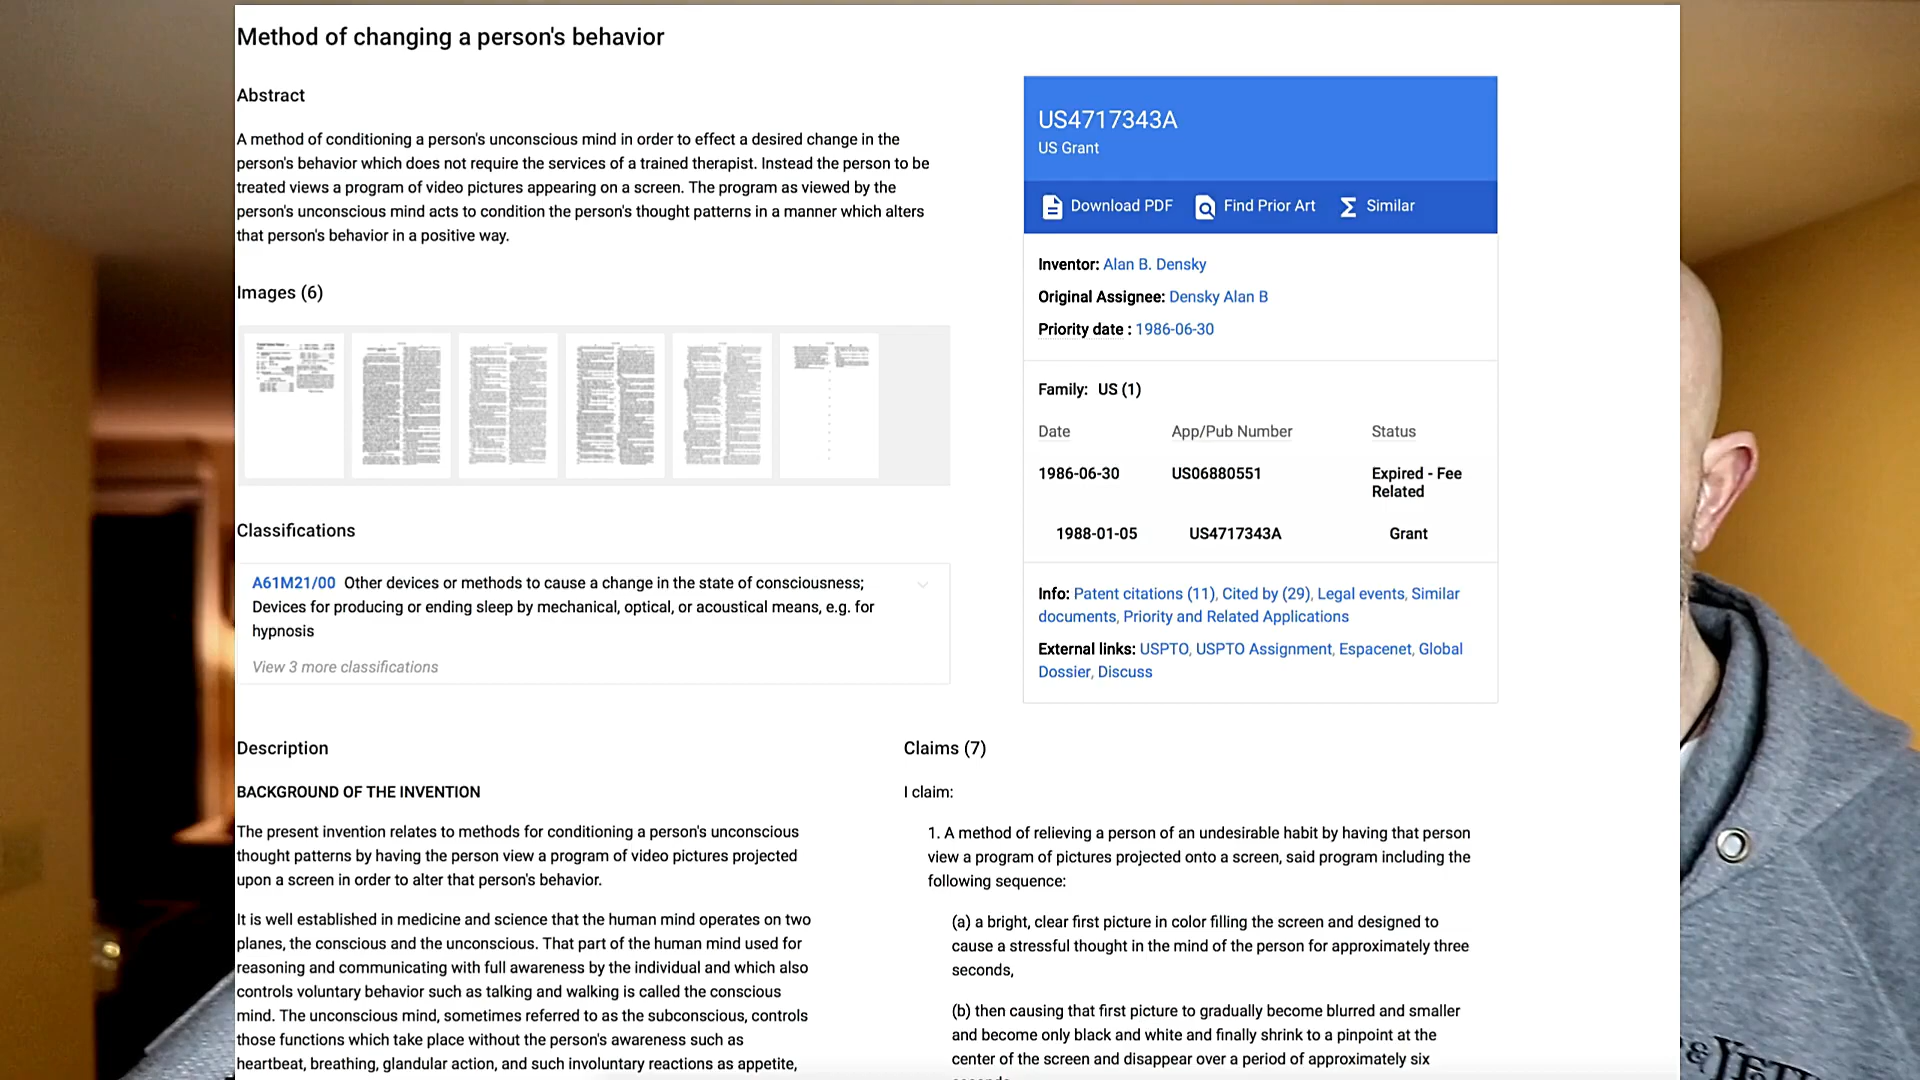 Method of changing a person's behavior
Abstract
A method of conditioning a person's unconscious mind in order to effect a desired change in the
person's behavior which does not require the services of a trained therapist. Instead the person to be
treated views a program of video pictures appearing on a screen. The program as viewed by the
person's unconscious mind acts to condition the person's thought patterns in a manner which alters
that person's behavior in a positive way.
Images (6)
Classifications
A61M21/00 Other devices or methods to cause a change in the state of consciousness;
Devices for producing or ending sleep by mechanical, optical, or acoustical means, e.g. for
hypnosis
View 3 more classifications
US4717343A
US Grant
Download PDF Find Prior Art Similar
Inventor: Alan B. Densky
Original Assignee: Densky Alan B
Priority date : 1986-06-30
Family: US (1)
Date App/Pub Number Status
1986-06-30 US06880551 Expired - Fee
Related
1988-01-05 US4717343A Grant
Info: Patent citations (11), Cited by (29), Legal events, Similar
documents, Priority and Related Applications
External links: USPTO, USPTO Assignment, Espacenet, Global
Dossier, Discuss
Description
BACKGROUND OF THE INVENTION
The present invention relates to methods for conditioning a person's unconscious
thought patterns by having the person view a program of video pictures projected
upon a screen in order to alter that person's behavior.
It is well established in medicine and science that the human mind operates on two
planes, the conscious and the unconscious. That part of the human mind used for
reasoning and communicating with full awareness by the individual and which also
controls voluntary behavior such as talking and walking is called the conscious
mind. The unconscious mind, sometimes referred to as the subconscious, controls
those functions which take place without the person's awareness such as
heartbeat, breathing, glandular action, and such involuntary reactions as appetite,
Claims (7)
I claim:
1. A method of relieving a person of an undesirable habit by having that person
view a program of pictures projected onto a screen, said program including the
following sequence:
(a) a bright, clear first picture in color filling the screen and designed to
cause a stressful thought in the mind of the person for approximately three
seconds,
(b) then causing that first picture to gradually become blurred and smaller
and become only black and white and finally shrink to a pinpoint at the
center of the screen and disappear over a period of approximately six
& YETI